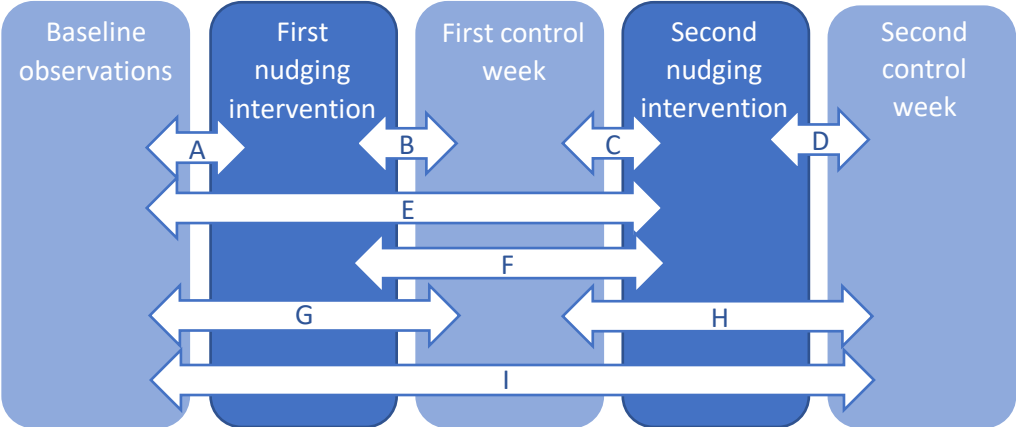 Baseline
observations
First
nudging
intervention
First control
week
Second
nudging
intervention
Second
control
week
A
B
C
D
E
F
G
H
I